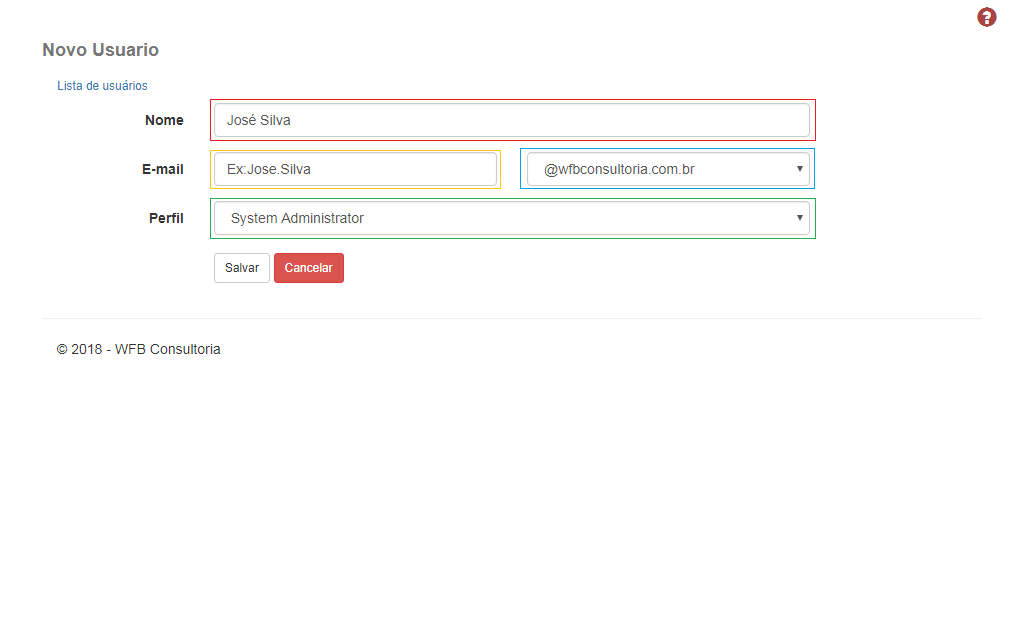 ?
Novo Usuario
Lista de usuários
Nome José Silva
E-mail Ex:Jose.Silva @wfbconsultoria.com.br
Perfil System Administrator
Salvar Cancelar
© 2018 - WFB Consultoria